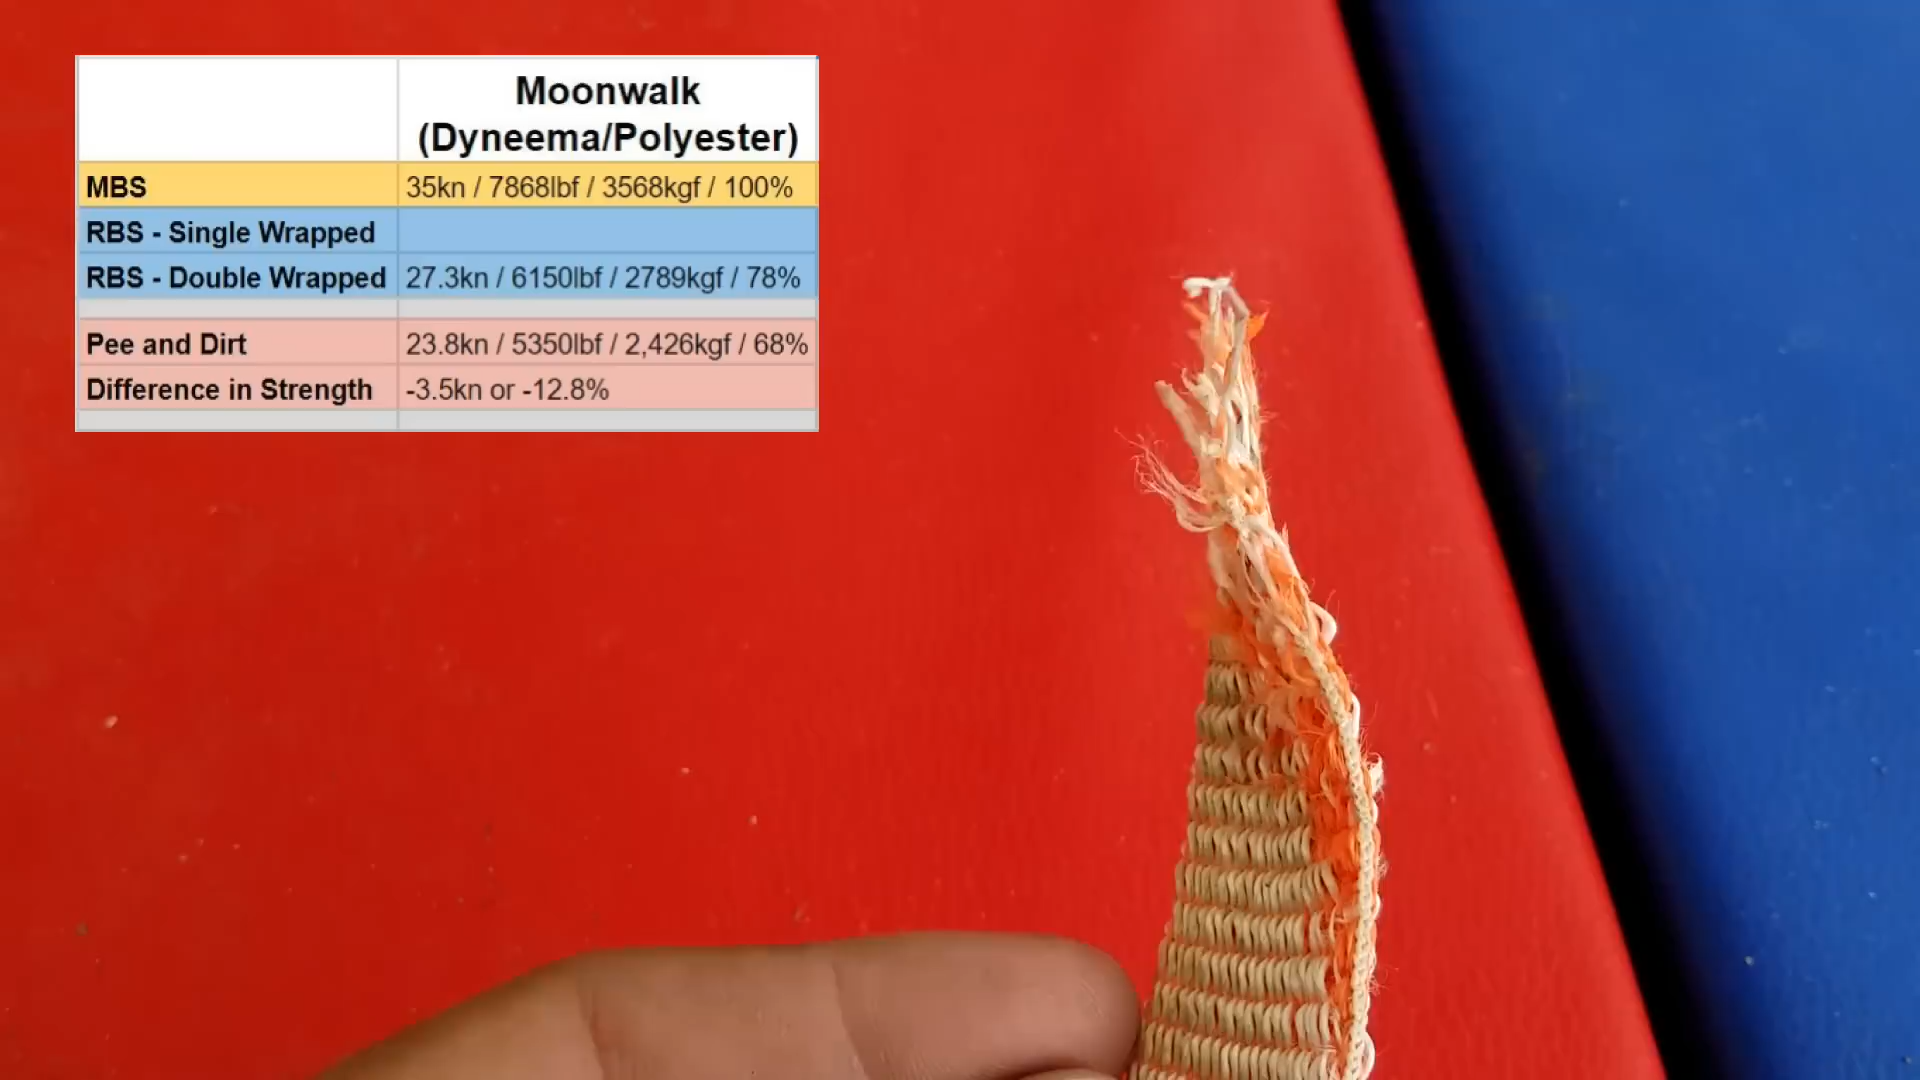 Moonwalk
(Dyneema/Polyester)
MBS 35kn / 7868lbf / 3568kgf / 100%
RBS - Single Wrapped
RBS - Double Wrapped 27.3kn / 6150lbf / 2789kgf / 78%
Pee and Dirt 23.8kn / 5350lbf / 2,426kgf / 68%
Difference in Strength -3.5kn or -12.8%